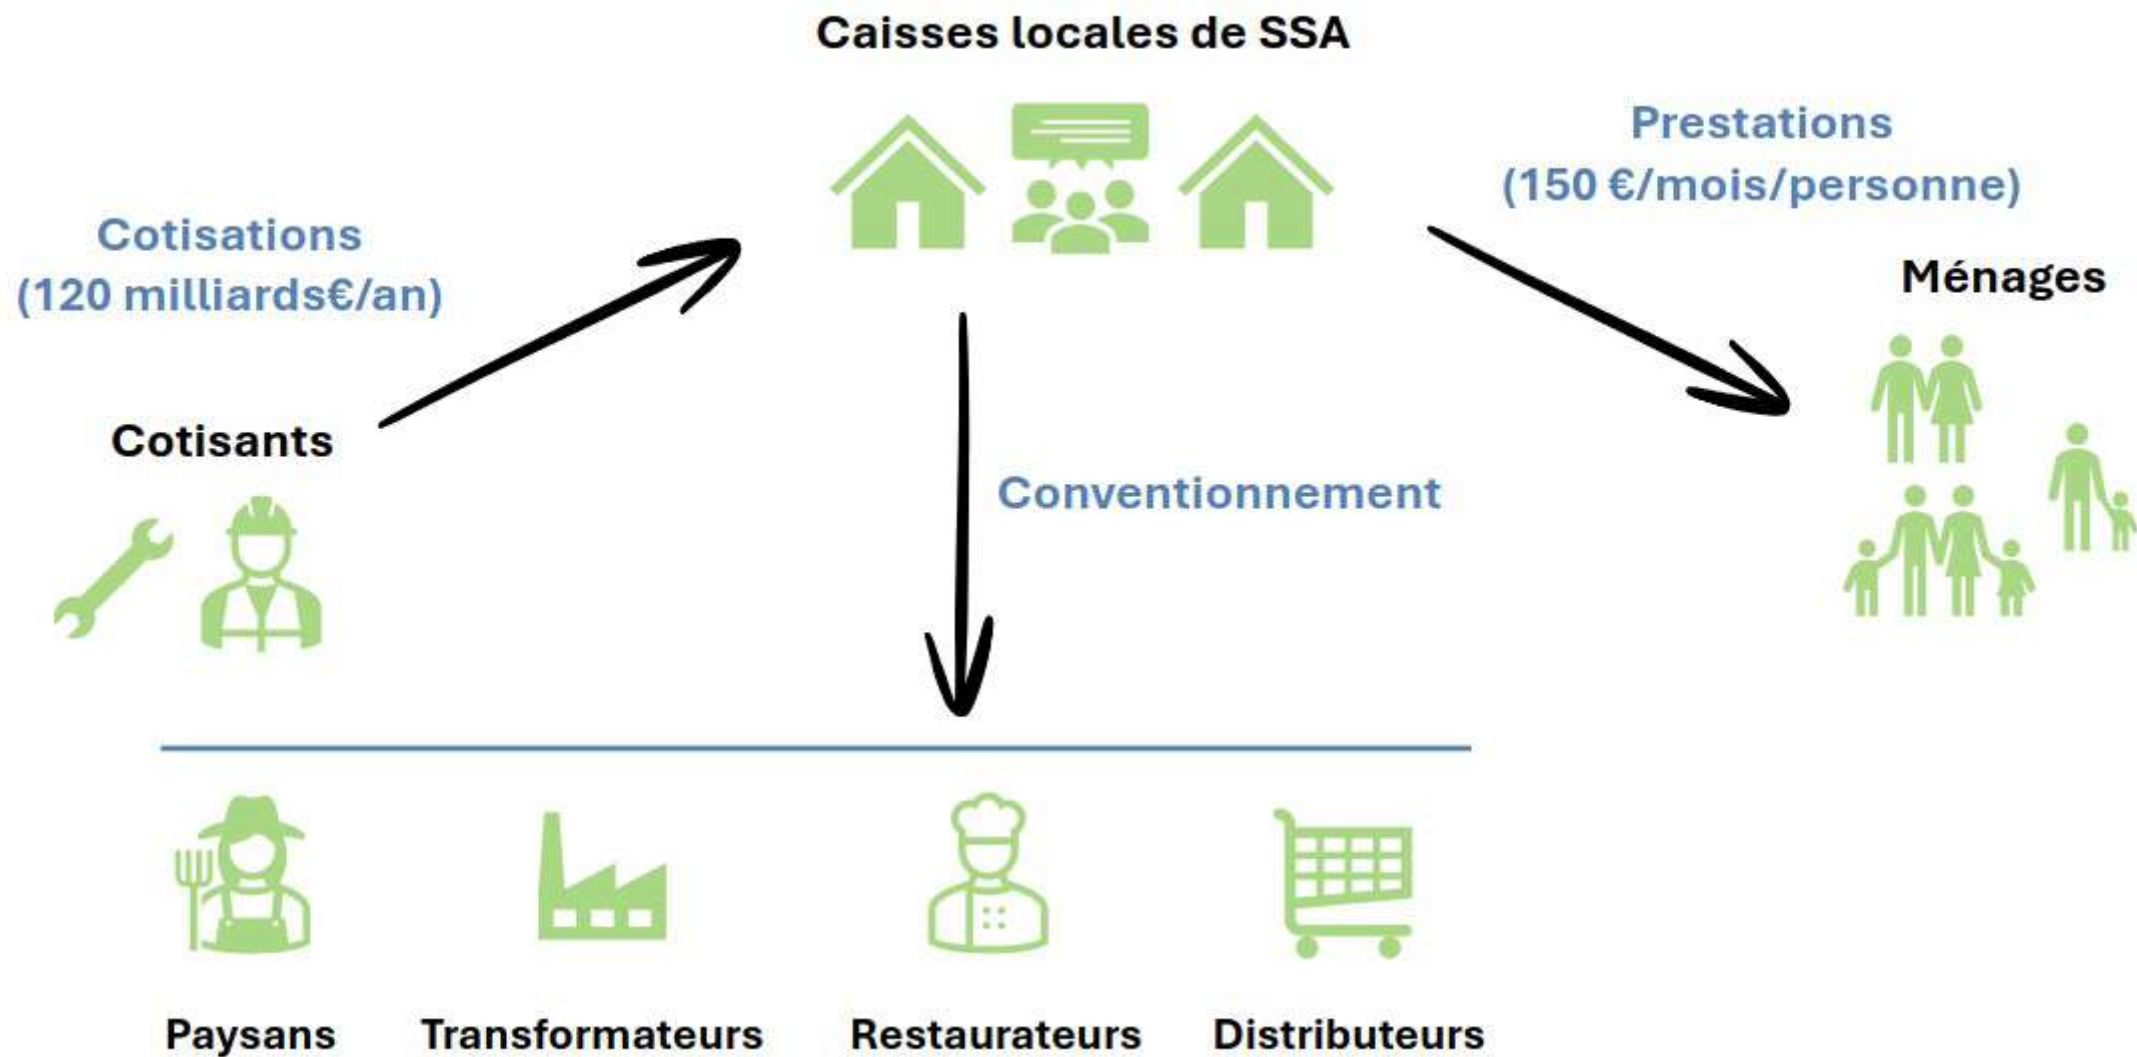 Caisses locales de SSA
Prestations
(150 €/mois/personne)
Cotisations
(120 milliards€/an)
Ménages
Cotisants
Conventionnement
Paysans
Transformateurs
Restaurateurs
Distributeurs